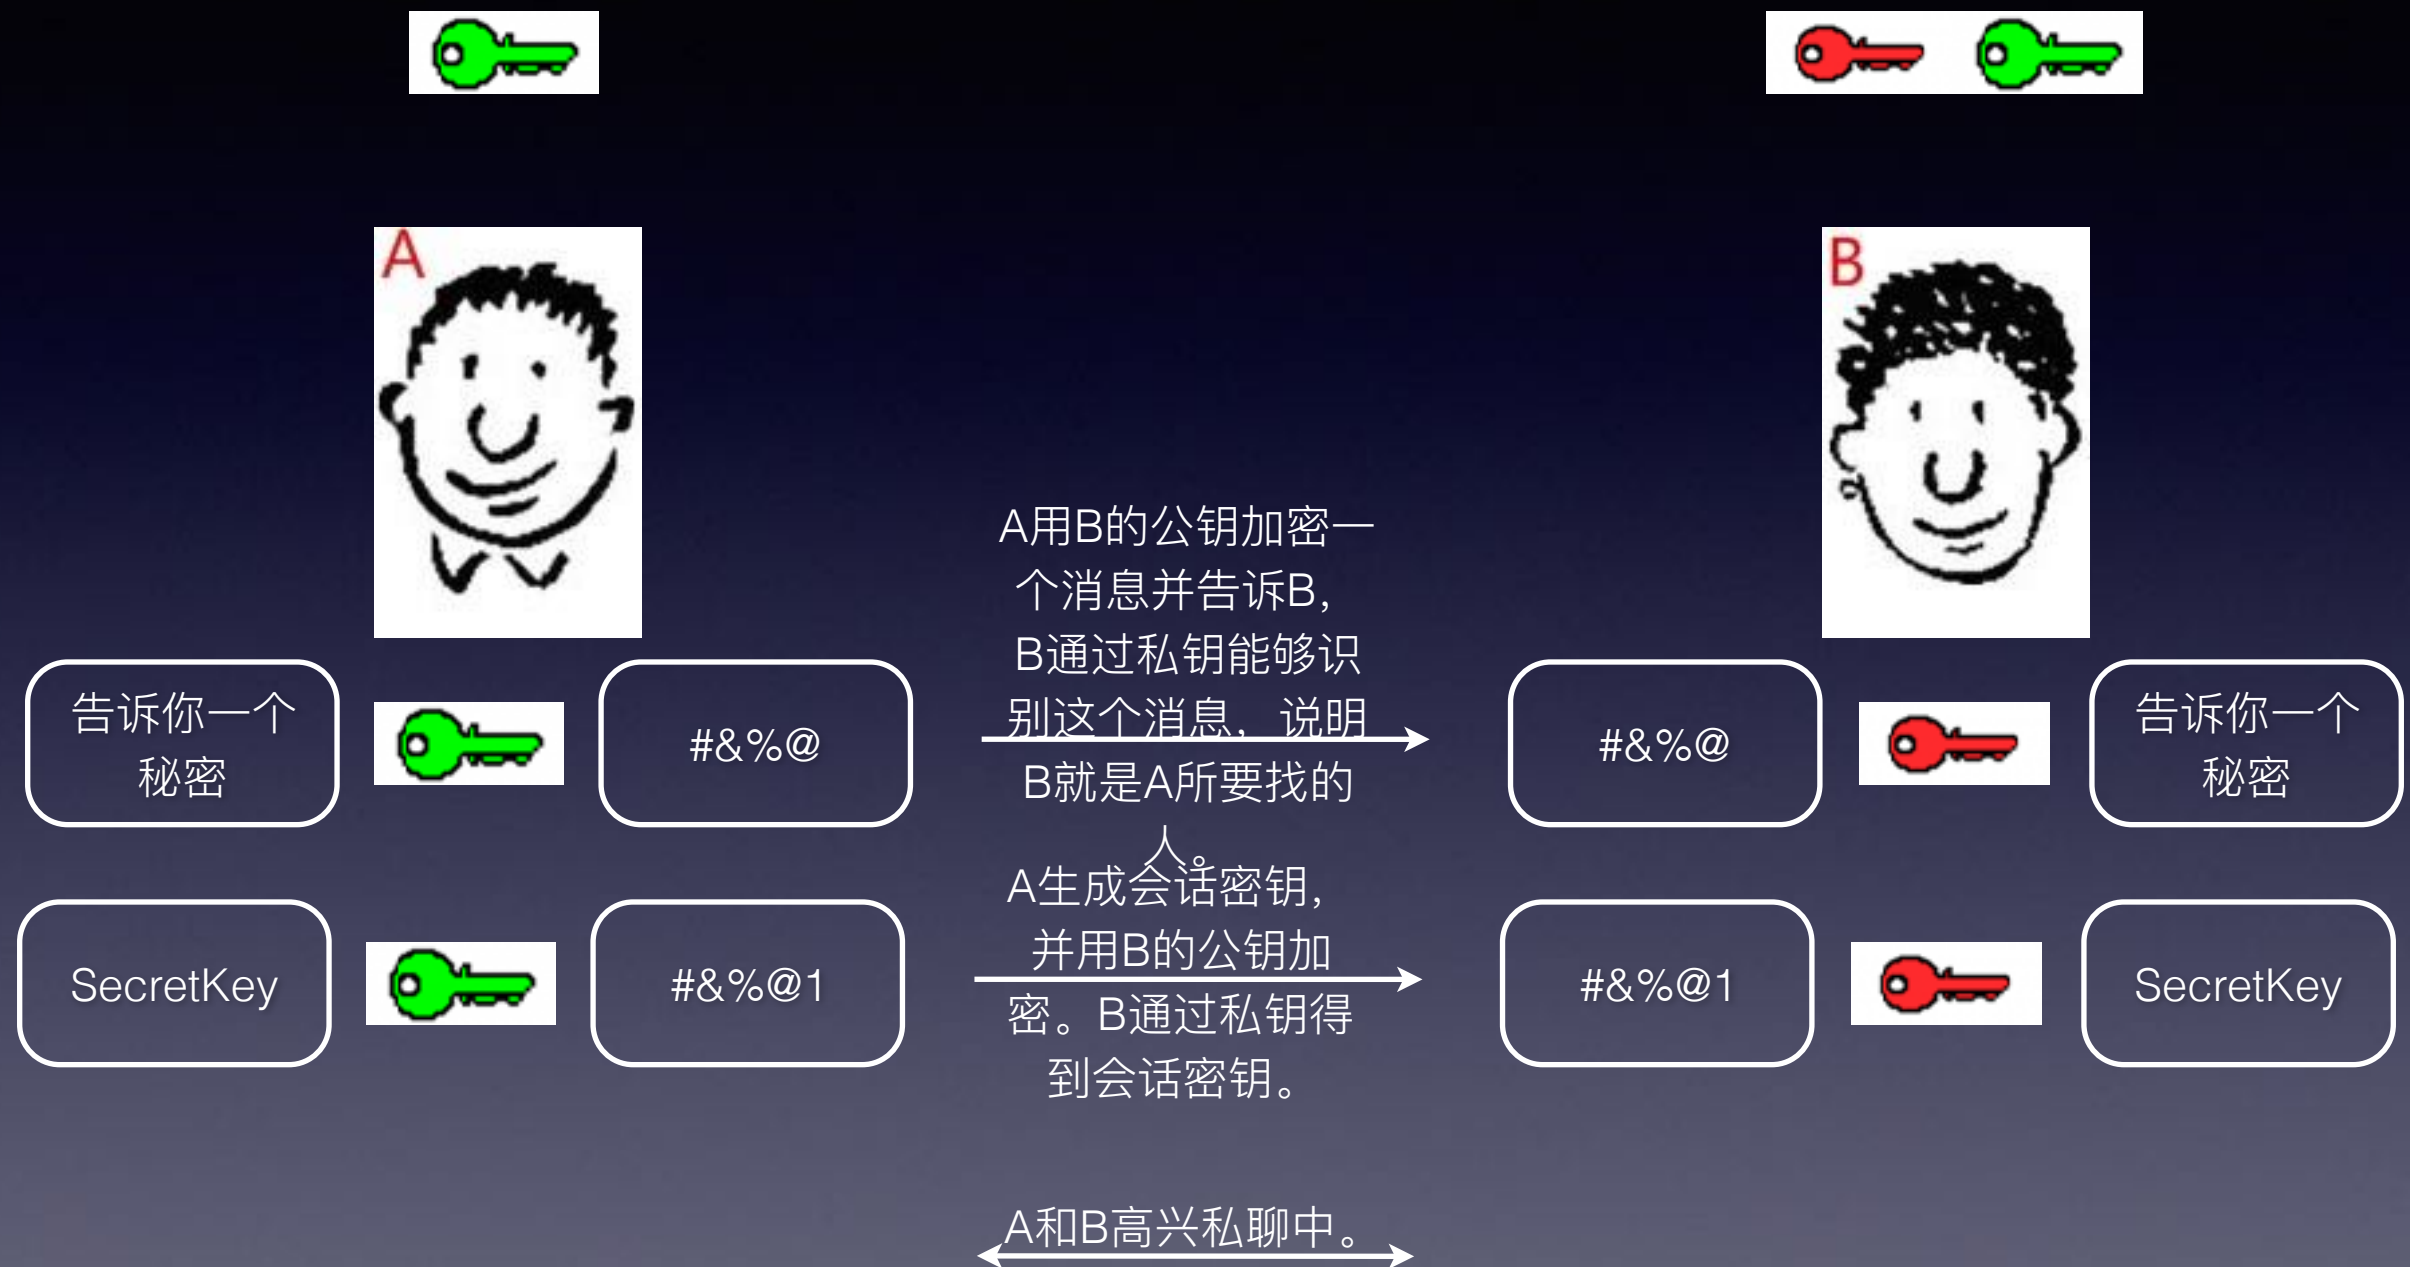 A
B
A用B的公钥加密一
个消息并告诉B，
B通过私钥能够识
别这个消息，说明
B就是A所要找的
人。
告诉你一个
秘密
#&%@
#&%@
告诉你一个
秘密
A生成会话密钥，
并用B的公钥加
密。B通过私钥得
到会话密钥。
SecretKey
#&%@1
#&%@1
SecretKey
A和B高兴私聊中。